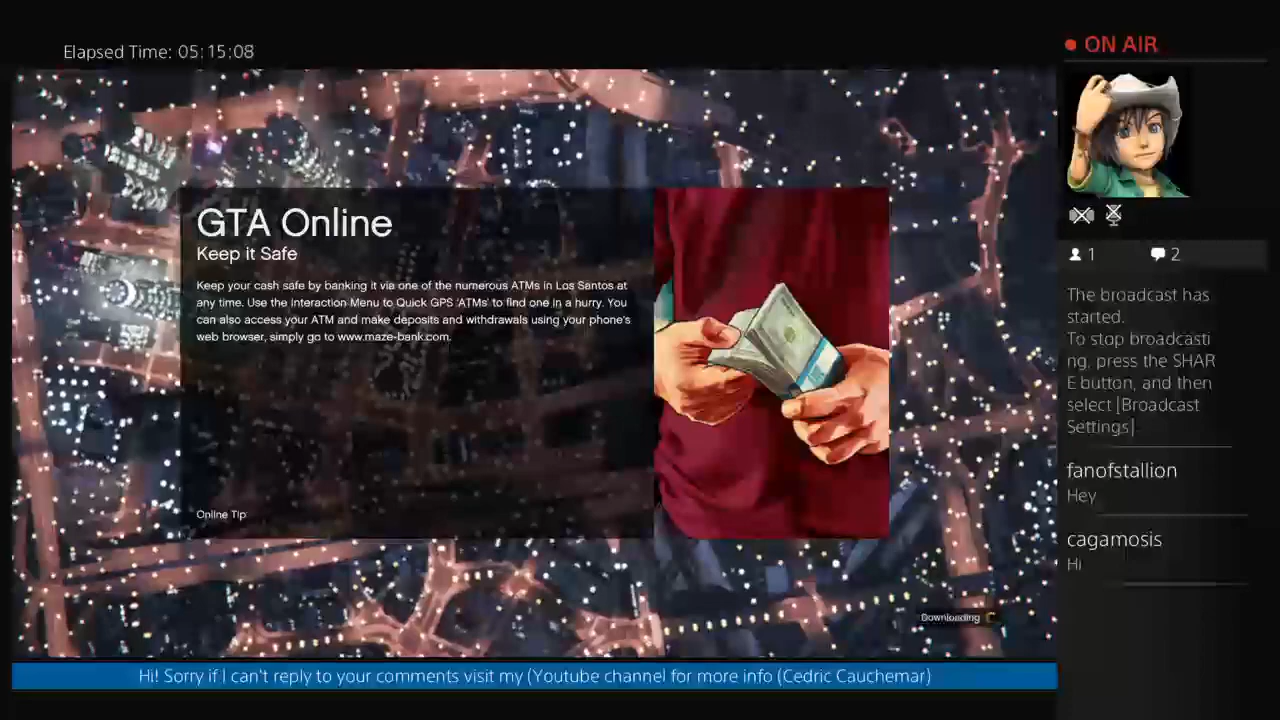 Elapsed Time: 05:15:08
ON AIR
GTA Online
Keep it Safe
Keep your cash safe by banking it via one of the numerous ATMs in Los Santos at
any time. Use the Interaction Menu to Quick GPS 'ATMs' to find one in a hurry. You
can also access your ATM and make deposits and withdrawals using your phone's
web browser, simply go to www.maze-bank.com.
Online Tip
Downloading
1 2
The broadcast has
started.
To stop broadcasti
ng, press the SHAR
E button, and then
select [Broadcast
Settings]
fanofstallion
Hey
cagamosis
Hi
Hi! Sorry if I can't reply to your comments visit my (Youtube channel for more info (Cedric Cauchemar)